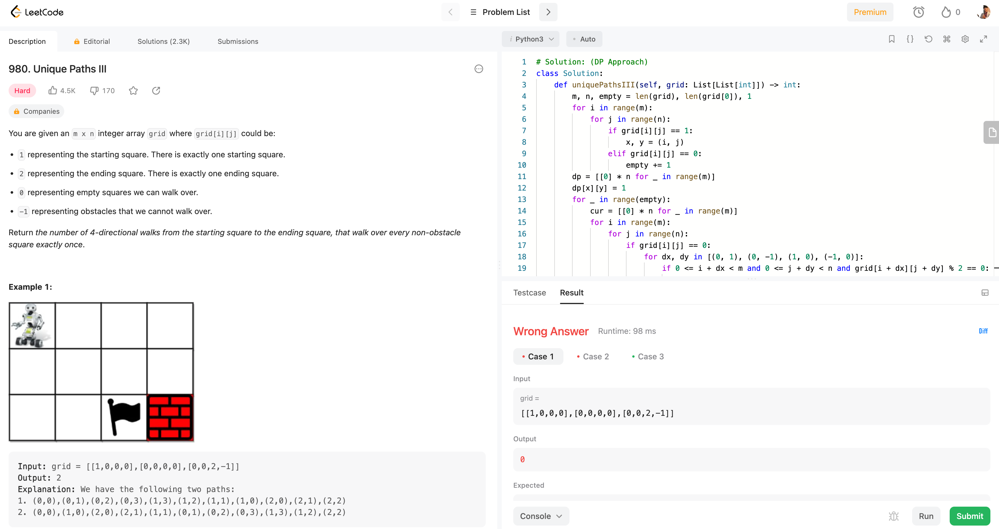 LeetCode
Problem List
Premium
0
Description
Editorial
Solutions (2.3K)
Submissions
980. Unique Paths III
Hard
4.5K
170
Companies
You are given an m x n integer array grid where grid[i][j] could be:
• 1 representing the starting square. There is exactly one starting square.
• 2 representing the ending square. There is exactly one ending square.
• 0 representing empty squares we can walk over.
• -1 representing obstacles that we cannot walk over.
Return the number of 4-directional walks from the starting square to the ending square, that walk over every non-obstacle
square exactly once.
Example 1:
Input: grid = [[1,0,0,0],[0,0,0,0],[0,0,2,-1]]
Output: 2
Explanation: We have the following two paths:
1. (0,0),(0,1),(0,2),(0,3),(1,3),(1,2),(1,1),(1,0),(2,0),(2,1),(2,2)
2. (0,0),(1,0),(2,0),(2,1),(1,1),(0,1),(0,2),(0,3),(1,3),(1,2),(2,2)
i Python3
• Auto
1 # Solution: (DP Approach)
2 class Solution:
3 def uniquePathsIII(self, grid: List[List[int]]) -> int:
4 m, n, empty = len(grid), len(grid[0]), 1
5 for i in range(m):
6 for j in range(n):
7 if grid[i][j] == 1:
8 x, y = (i, j)
9 elif grid[i][j] == 0:
10 empty += 1
11 dp = [[0] * n for _ in range(m)]
12 dp[x][y] = 1
13 for _ in range(empty):
14 cur = [[0] * n for _ in range(m)]
15 for i in range(m):
16 for j in range(n):
17 if grid[i][j] == 0:
18 for dx, dy in [(0, 1), (0, -1), (1, 0), (-1, 0)]:
19 if 0 <= i + dx < m and 0 <= j + dy < n and grid[i + dx][j + dy] % 2 == 0:
Testcase
Result
Wrong Answer
Runtime: 98 ms
Diff
• Case 1
• Case 2
• Case 3
Input
grid =
[[1,0,0,0],[0,0,0,0],[0,0,2,-1]]
Output
0
Expected
Console
Run
Submit